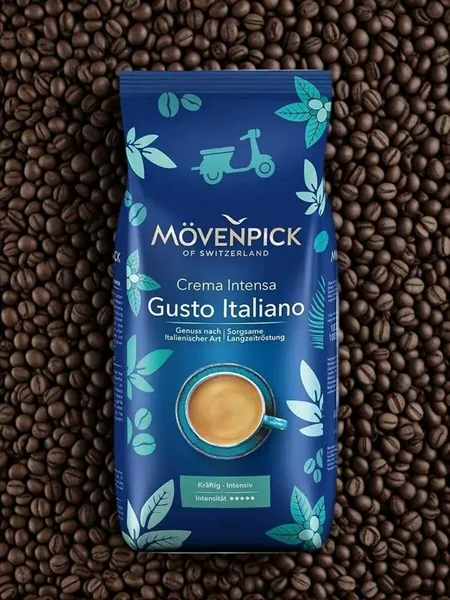 MÖVENPICK
OF SWITZERLAND
Crema Intensa
Gusto Italiano
Genuss nach | Sorgsame
Italienischer Art | Langzeitröstung
Kräftig - Intensiv
Intensität